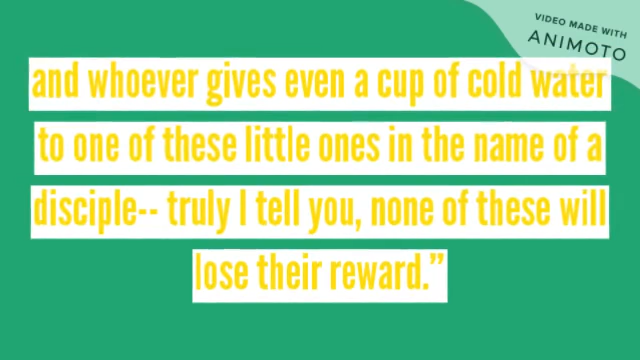 VIDEO MADE WITH
ANIMOTO
and whoever gives even a cup of cold water
to one of these little ones in the name of a
disciple-- truly I tell you, none of these will
lose their reward.”